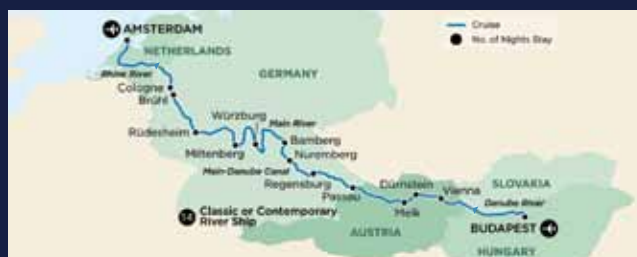 AMSTERDAM
Cruise
No. of Nights Stay
NETHERLANDS
GERMANY
Rhine River
Cologne
Brühl
Würzburg
Main River
Rüdesheim
Bamberg
Miltenberg
Nuremberg
Main-Danube Canal
Regensburg
Passau
Dürnstein
Vienna
SLOVAKIA
Danube River
14
Classic or Contemporary
River Ship
Melk
BUDAPEST
AUSTRIA
HUNGARY